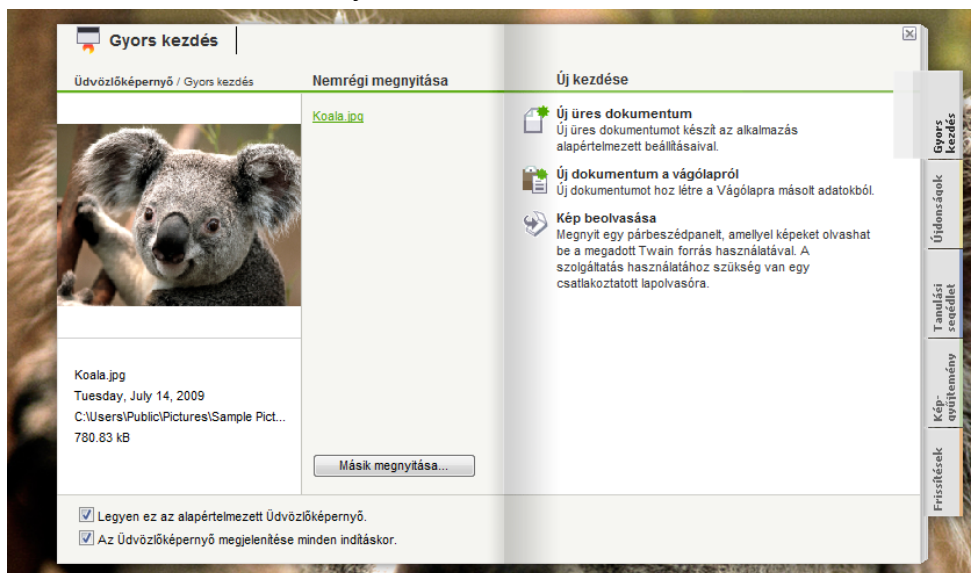 Gyors kezdés
Üdvözlőképernyő / Gyors kezdés
Nemrégi megnyitása
Koala.jpg
Koala.jpg
Tuesday, July 14, 2009
C:\Users\Public\Pictures\Sample Pict...
780.83 kB
Másik megnyitása...
Új kezdése
Új üres dokumentum
Új üres dokumentumot készít az alkalmazás
alapértelmezett beállításaival.
Új dokumentum a vágólapról
Új dokumentumot hoz létre a Vágólapra másolt adatokból.
Kép beolvasása
Megnyit egy párbeszédpanelt, amellyel képeket olvashat
be a megadott Twain forrás használatával. A
szolgáltatás használatához szükség van egy
csatlakoztatott lapolvasóra.
Gyors
kezdés
Újdonságok
Tanulási
segédlet
Kép-
gyűjtemény
Frissítések
Legyen ez az alapértelmezett Üdvözlőképernyő.
Az Üdvözlőképernyő megjelenítése minden indításkor.